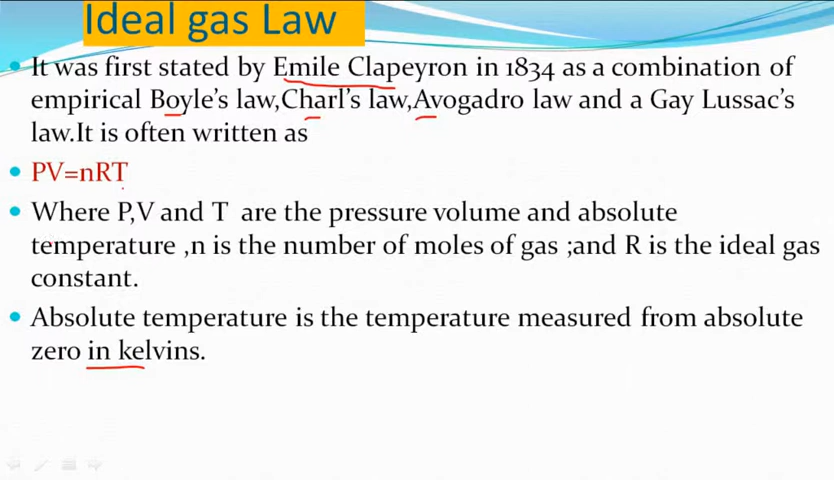 Ideal gas Law
It was first stated by Emile Clapeyron in 1834 as a combination of
empirical Boyle's law,Charl's law,Avogadro law and a Gay Lussac's
law.It is often written as
PV=nRT
Where P,V and T are the pressure volume and absolute
temperature ,n is the number of moles of gas ;and R is the ideal gas
constant.
Absolute temperature is the temperature measured from absolute
zero in kelvins.